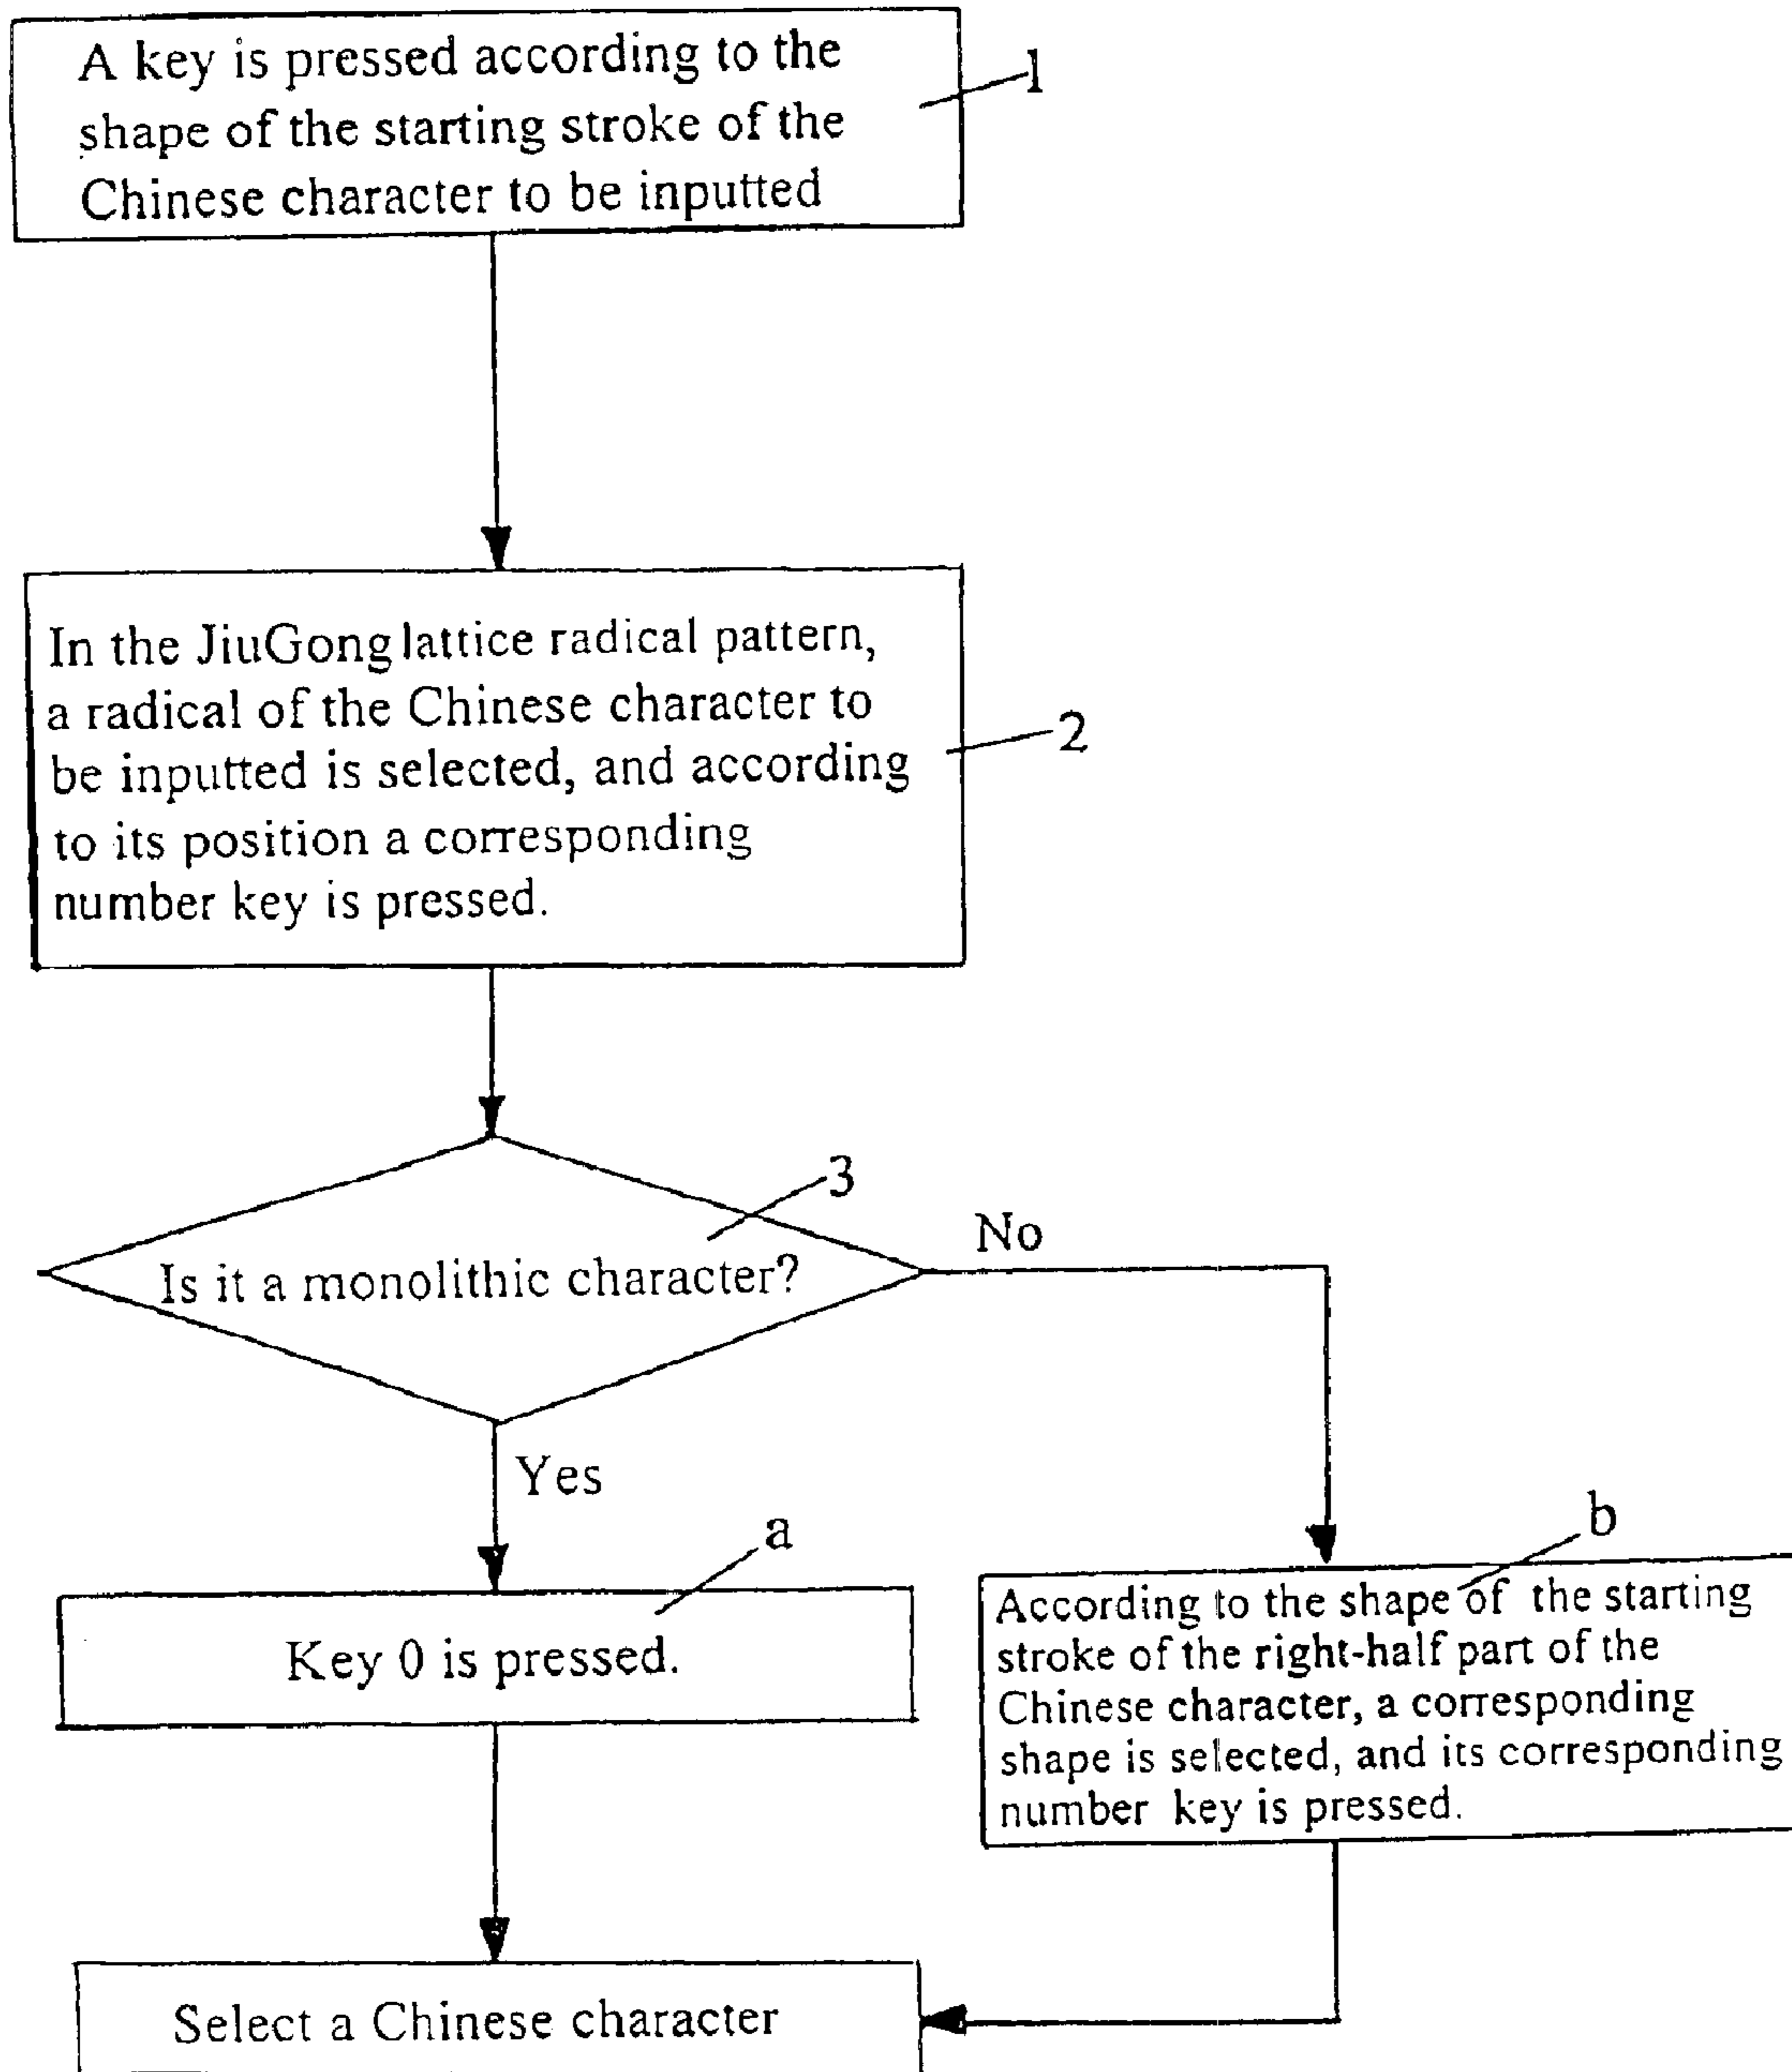 A key is pressed according to the
shape of the starting stroke of the
Chinese character to be inputted
1
In the JiuGong lattice radical pattern,
a radical of the Chinese character to
be inputted is selected, and according
to its position a corresponding
number key is pressed.
2
3
Is it a monolithic character?
No
Yes
a
Key 0 is pressed.
b
According to the shape of the starting
stroke of the right-half part of the
Chinese character, a corresponding
shape is selected, and its corresponding
number key is pressed.
Select a Chinese character